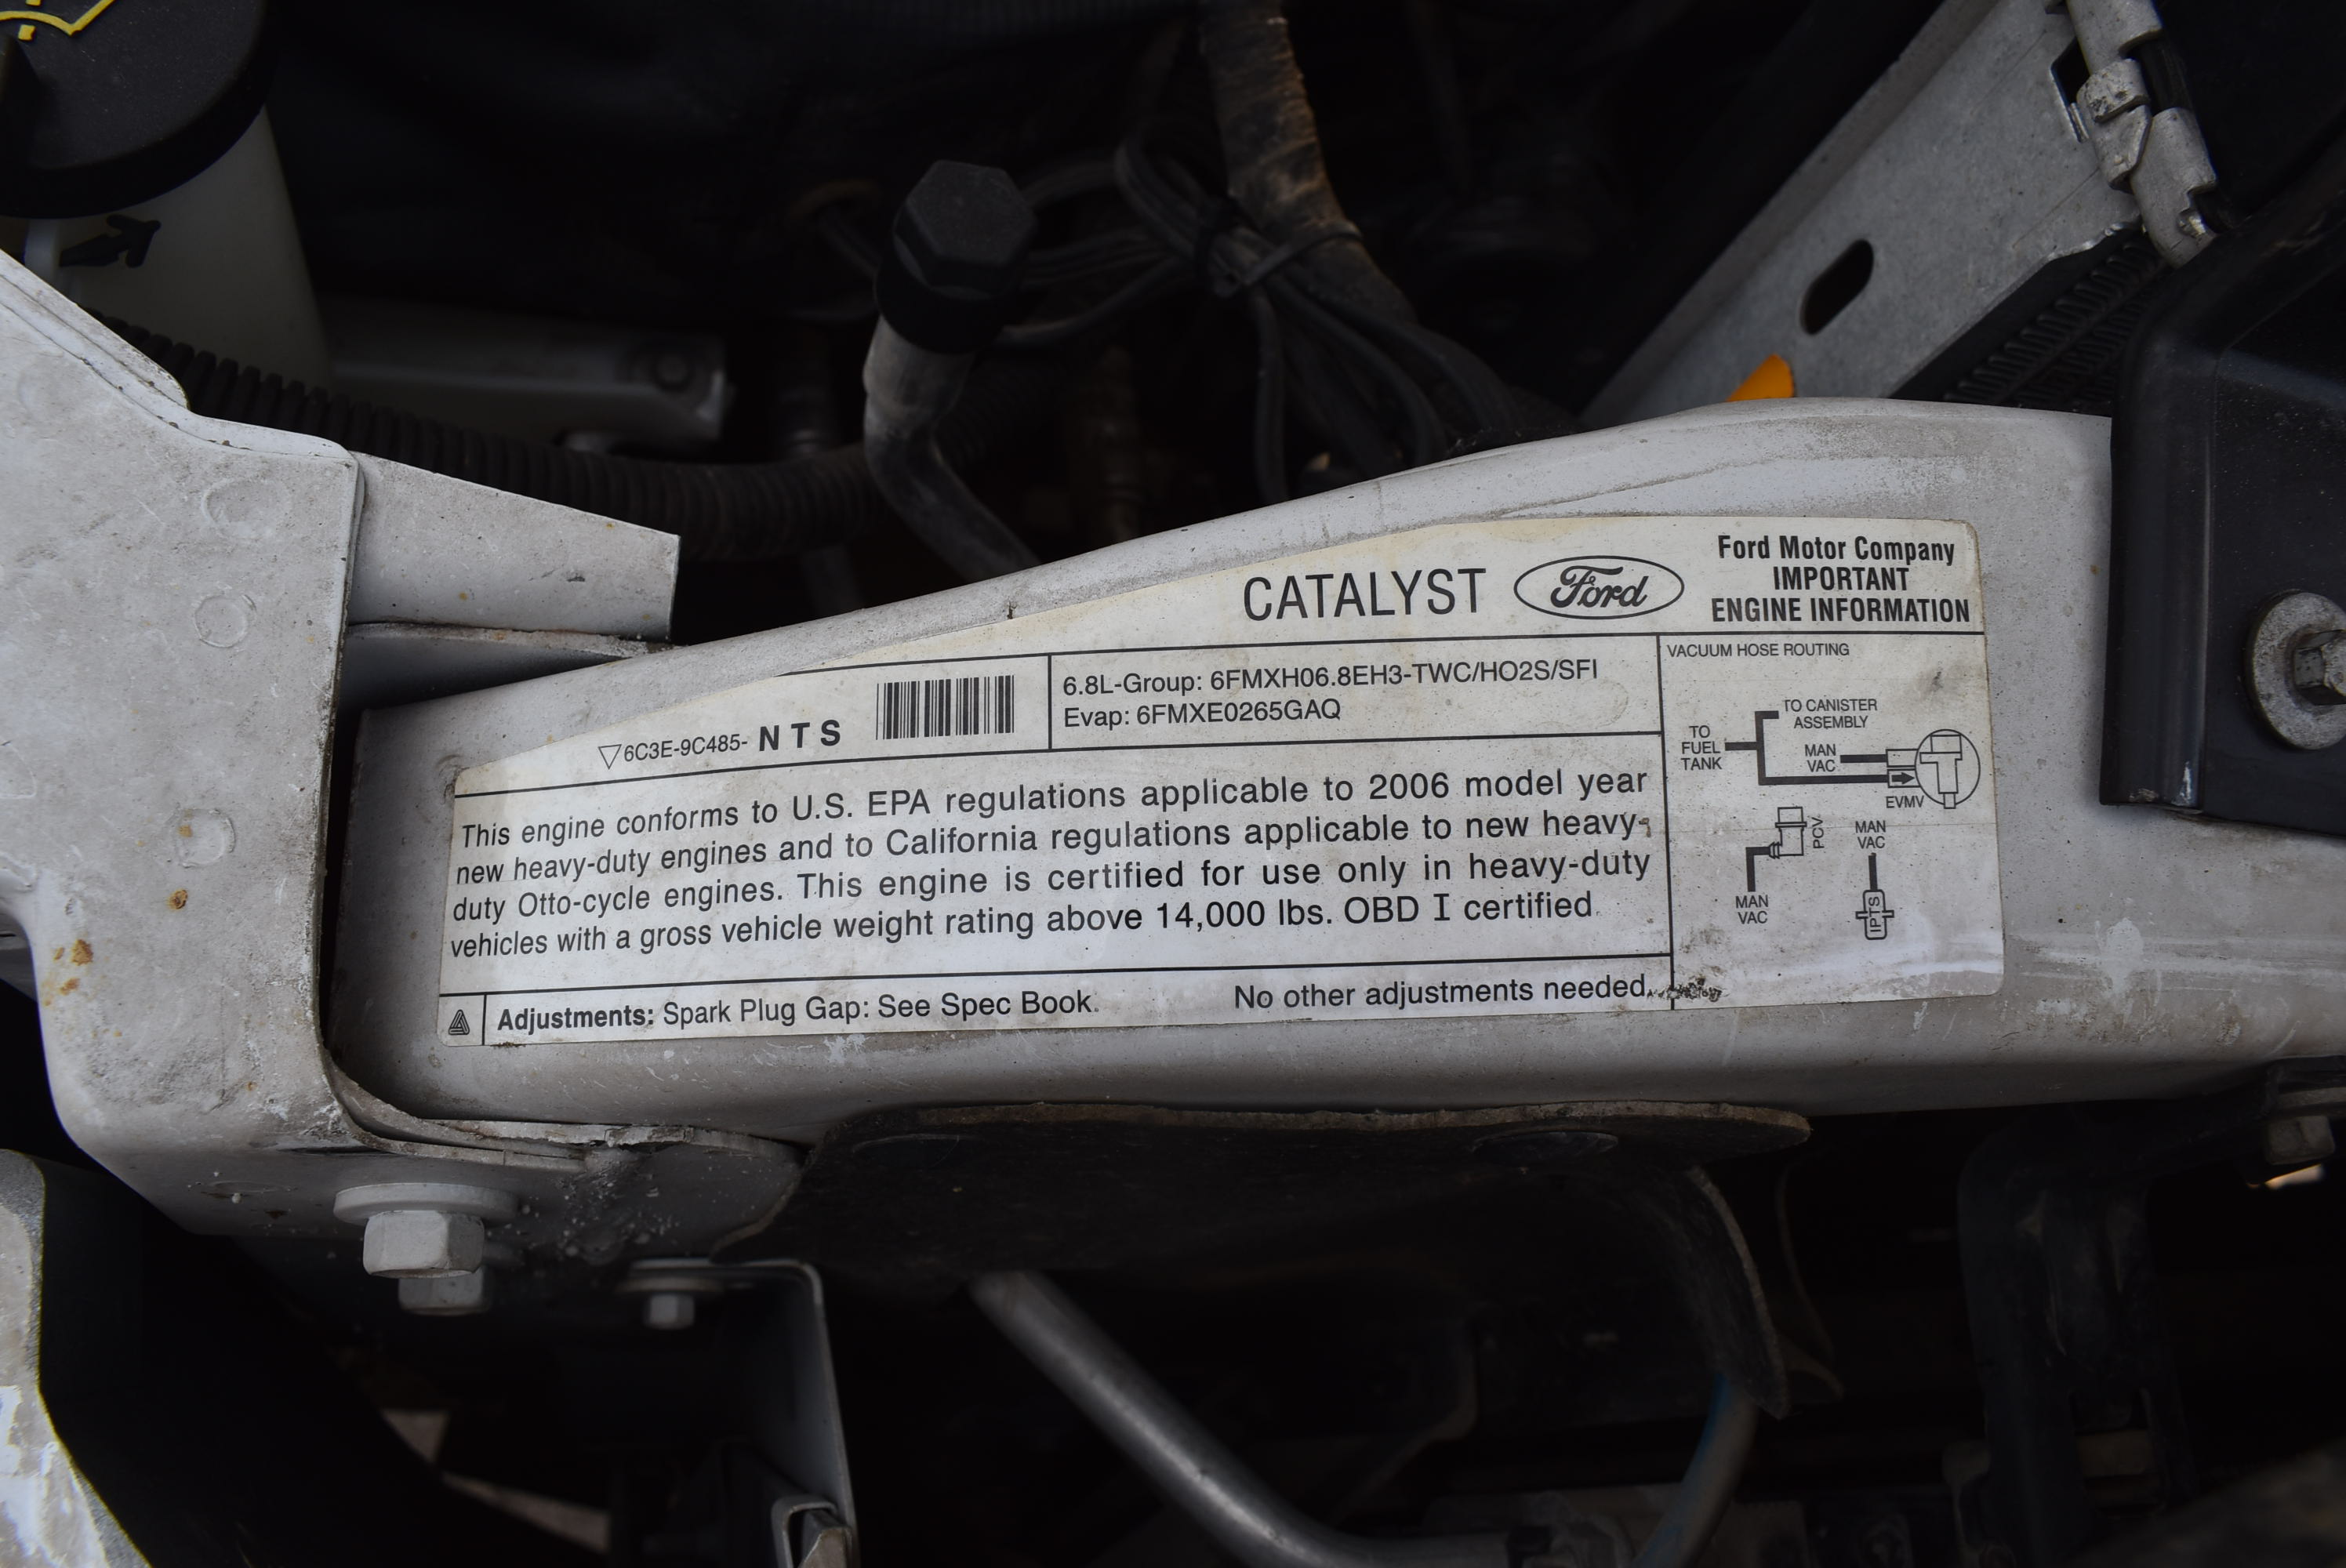 CATALYST
Ford
Ford Motor Company
IMPORTANT
ENGINE INFORMATION
6C3E-9C485- NTS
6.8L-Group: 6FMXH06.8EH3-TWC/HO2S/SFI
Evap: 6FMXE0265GAQ
This engine conforms to U.S. EPA regulations applicable to 2006 model year
new heavy-duty engines and to California regulations applicable to new heavy-
duty Otto-cycle engines. This engine is certified for use only in heavy-duty
vehicles with a gross vehicle weight rating above 14,000 lbs. OBD I certified.
Adjustments: Spark Plug Gap: See Spec Book. No other adjustments needed.
VACUUM HOSE ROUTING
TO CANISTER
ASSEMBLY
TO
FUEL
TANK
MAN
VAC
EVMV
PCV
MAN
VAC
MAN
VAC
IPTS